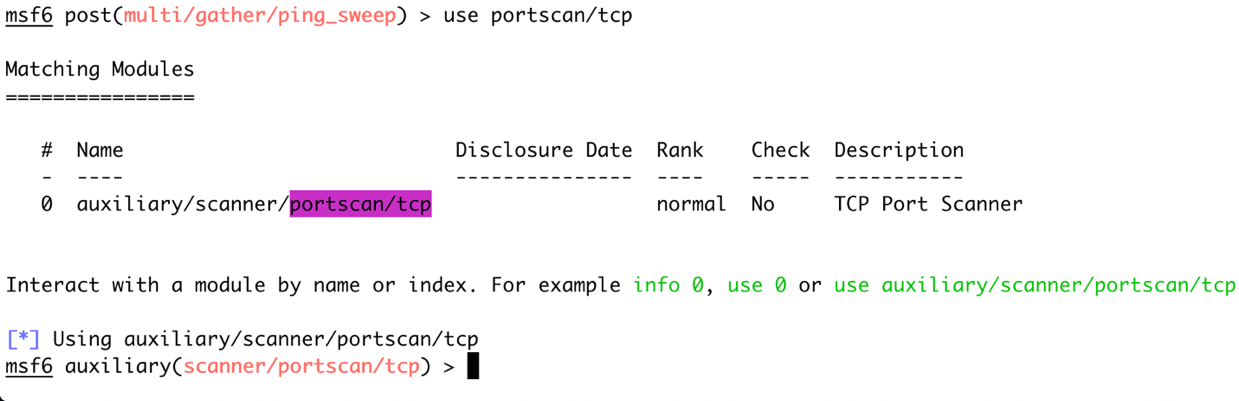 msf6 post(multi/gather/ping_sweep) > use portscan/tcp
Matching Modules
================
#  Name                            Disclosure Date  Rank    Check  Description
-  ----                            ---------------  ----    -----  -----------
0  auxiliary/scanner/portscan/tcp                   normal  No     TCP Port Scanner
Interact with a module by name or index. For example info 0, use 0 or use auxiliary/scanner/portscan/tcp
[*] Using auxiliary/scanner/portscan/tcp
msf6 auxiliary(scanner/portscan/tcp) >